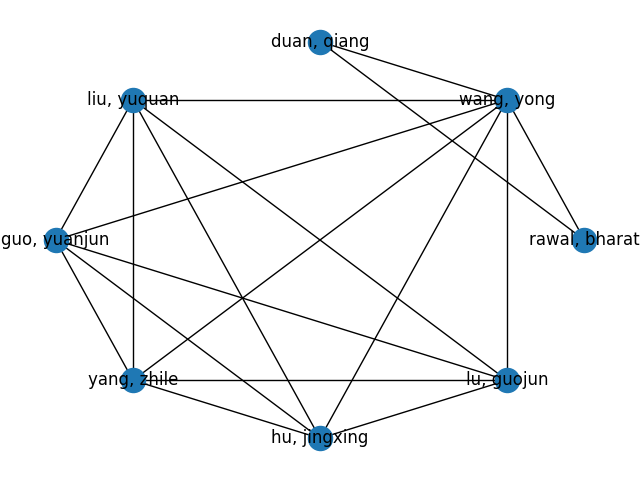 duan, qiang
liu, yuquan
wang, yong
guo, yuanjun
rawal, bharat
yang, zhile
lu, guojun
hu, jingxing